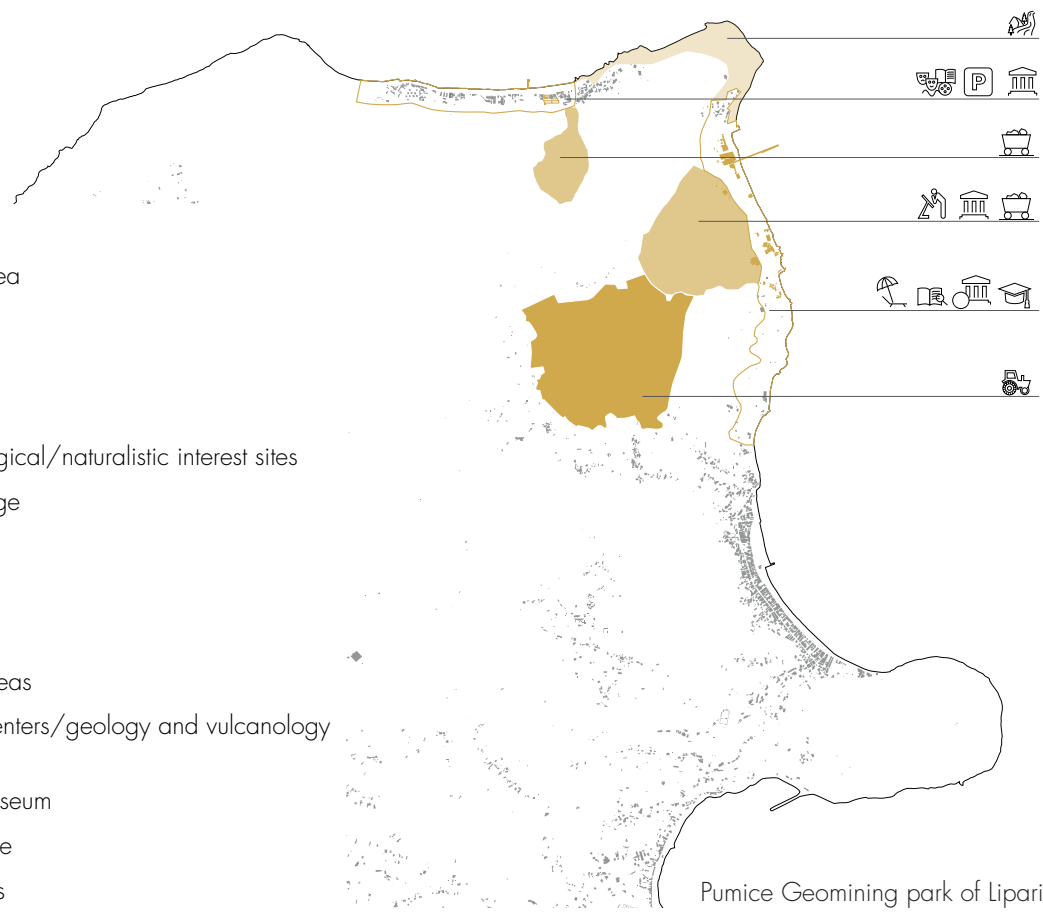 P
ea
gical/naturalistic interest sites
ge
eas
enters/geology and vulcanology
seum
e
s
Pumice Geomining park of Lipari